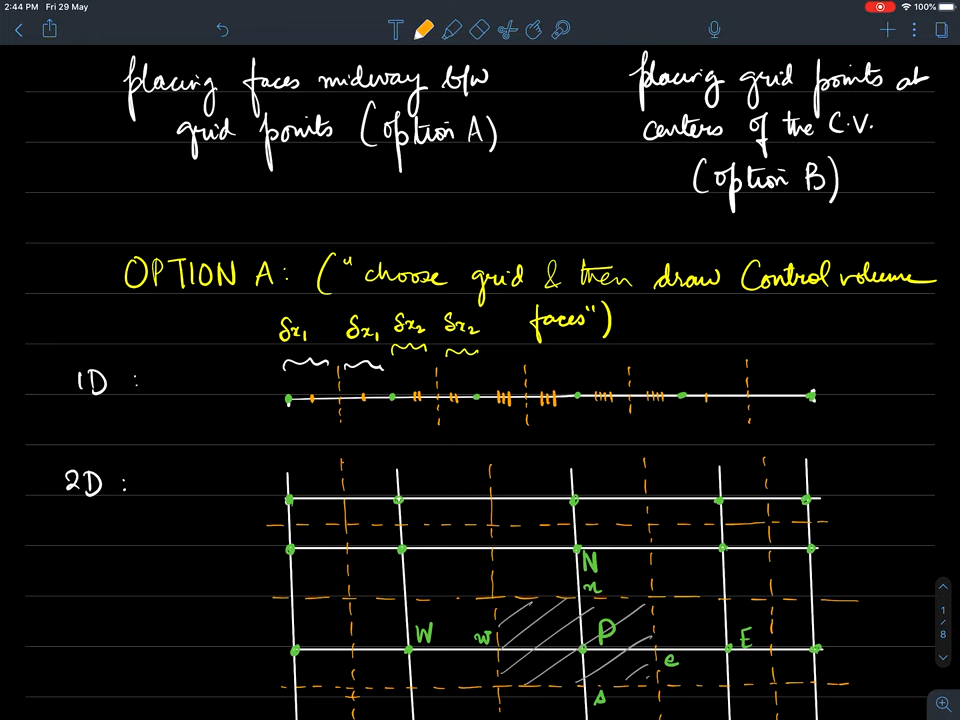 2:44 PM Fri 29 May
100%
placing faces midway b/w
grid points (option A)
placing grid points at
centers of the C.V.
(option B)
OPTION A: ("choose grid & then draw Control volume
faces")
δx₁ δx₁ δx₂ δx₂
1D :
2D :
N
n
W w P E
e
s
1
/
8